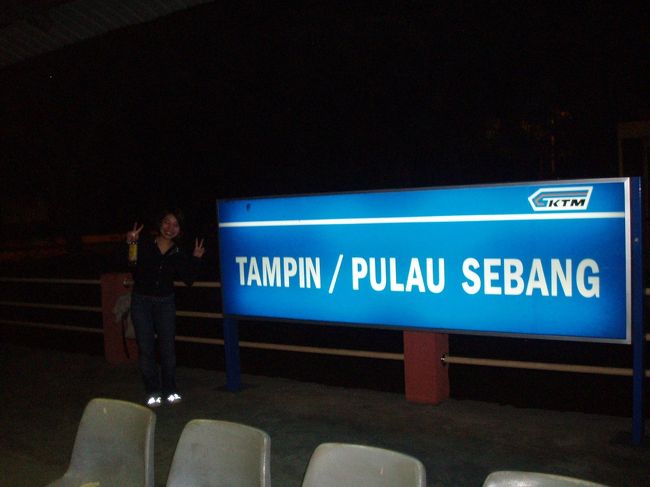 KTM
TAMPIN / PULAU SEBANG